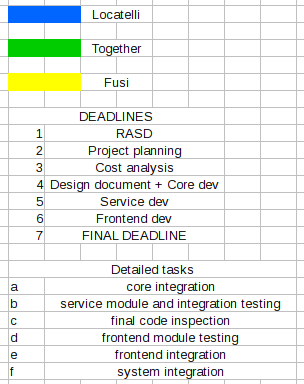 Locatelli
Together
Fusi
DEADLINES
1 RASD
2 Project planning
3 Cost analysis
4 Design document + Core dev
5 Service dev
6 Frontend dev
7 FINAL DEADLINE
Detailed tasks
a core integration
b service module and integration testing
c final code inspection
d frontend module testing
e frontend integration
f system integration